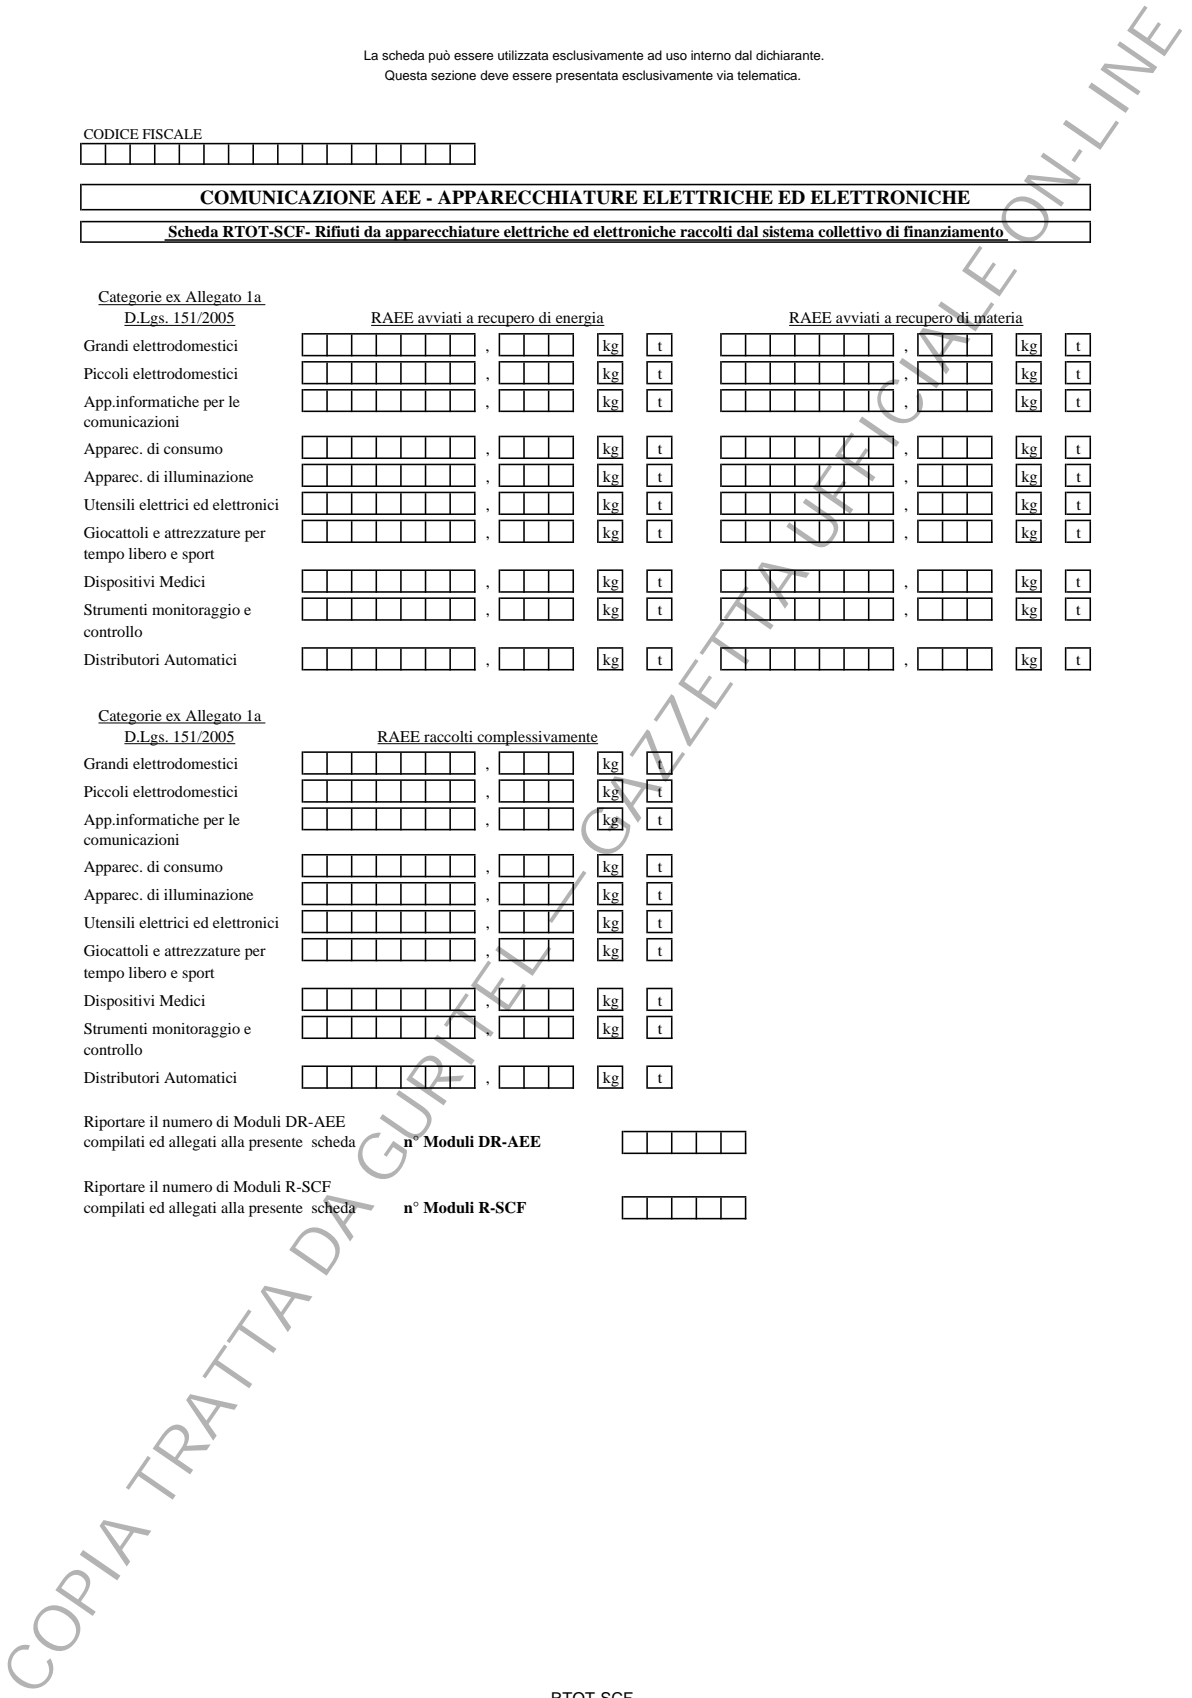 La scheda può essere utilizzata esclusivamente ad uso interno dal dichiarante.
Questa sezione deve essere presentata esclusivamente via telematica.
CODICE FISCALE
COMUNICAZIONE AEE - APPARECCHIATURE ELETTRICHE ED ELETTRONICHE
Scheda RTOT-SCF- Rifiuti da apparecchiature elettriche ed elettroniche raccolti dal sistema collettivo di finanziamento
Categorie ex Allegato 1a
D.Lgs. 151/2005 RAEE avviati a recupero di energia RAEE avviati a recupero di materia
Grandi elettrodomestici , kg t , kg t
Piccoli elettrodomestici , kg t , kg t
App.informatiche per le , kg t , kg t
comunicazioni
Apparec. di consumo , kg t , kg t
Apparec. di illuminazione , kg t , kg t
Utensili elettrici ed elettronici , kg t , kg t
Giocattoli e attrezzature per , kg t , kg t
tempo libero e sport
Dispositivi Medici , kg t , kg t
Strumenti monitoraggio e , kg t , kg t
controllo
Distributori Automatici , kg t , kg t
Categorie ex Allegato 1a
D.Lgs. 151/2005 RAEE raccolti complessivamente
Grandi elettrodomestici , kg t
Piccoli elettrodomestici , kg t
App.informatiche per le , kg t
comunicazioni
Apparec. di consumo , kg t
Apparec. di illuminazione , kg t
Utensili elettrici ed elettronici , kg t
Giocattoli e attrezzature per , kg t
tempo libero e sport
Dispositivi Medici , kg t
Strumenti monitoraggio e , kg t
controllo
Distributori Automatici , kg t
Riportare il numero di Moduli DR-AEE
compilati ed allegati alla presente scheda n° Moduli DR-AEE
Riportare il numero di Moduli R-SCF
compilati ed allegati alla presente scheda n° Moduli R-SCF
COPIA TRATTA DA GURITEL — GAZZETTA UFFICIALE ON-LINE
RTOT-SCF